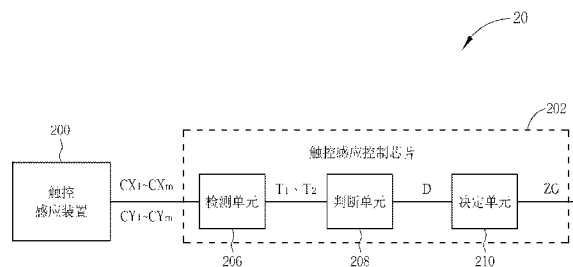 20
202
200
触控感应控制芯片
触控
感应装置
CX1~CXm
CY1~CYm
检测单元
T1、T2
判断单元
D
决定单元
ZG
206
208
210